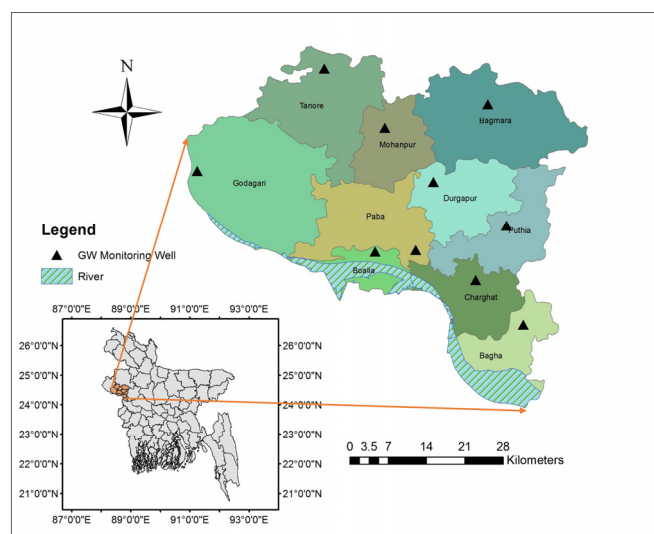 N
Tanore
Bagmara
Mohanpur
Godagari
Durgapur
Paba
Puthia
Legend
GW Monitoring Well
River
Boalia
Charghat
Bagha
87°0'0"E 89°0'0"E 91°0'0"E 93°0'0"E
26°0'0"N 26°0'0"N
25°0'0"N 25°0'0"N
24°0'0"N 24°0'0"N
23°0'0"N 23°0'0"N
22°0'0"N 22°0'0"N
21°0'0"N 21°0'0"N
87°0'0"E 89°0'0"E 91°0'0"E 93°0'0"E
0 3.5 7 14 21 28
Kilometers